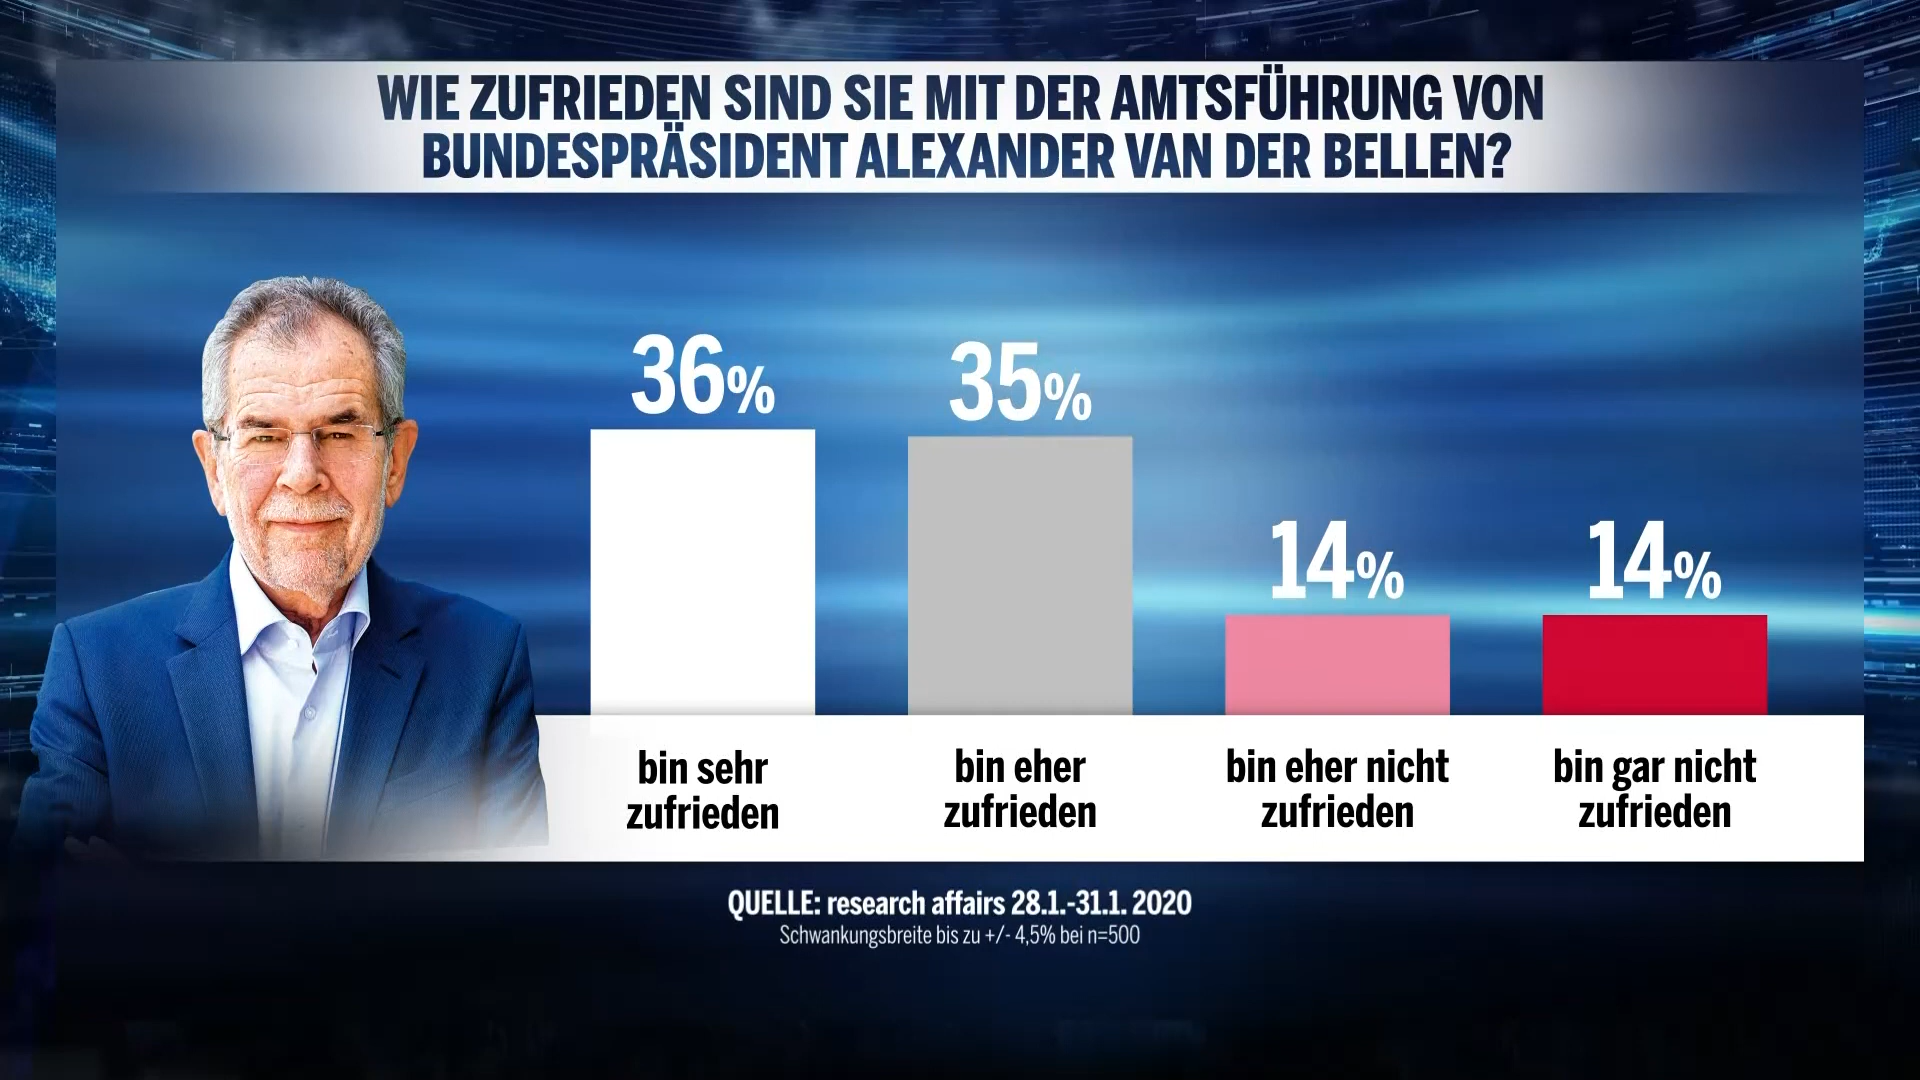 WIE ZUFRIEDEN SIND SIE MIT DER AMTSFÜHRUNG VON
BUNDESPRÄSIDENT ALEXANDER VAN DER BELLEN?
36%
35%
14%
14%
bin sehr
zufrieden
bin eher
zufrieden
bin eher nicht
zufrieden
bin gar nicht
zufrieden
QUELLE: research affairs 28.1.-31.1. 2020
Schwankungsbreite bis zu +/- 4,5% bei n=500